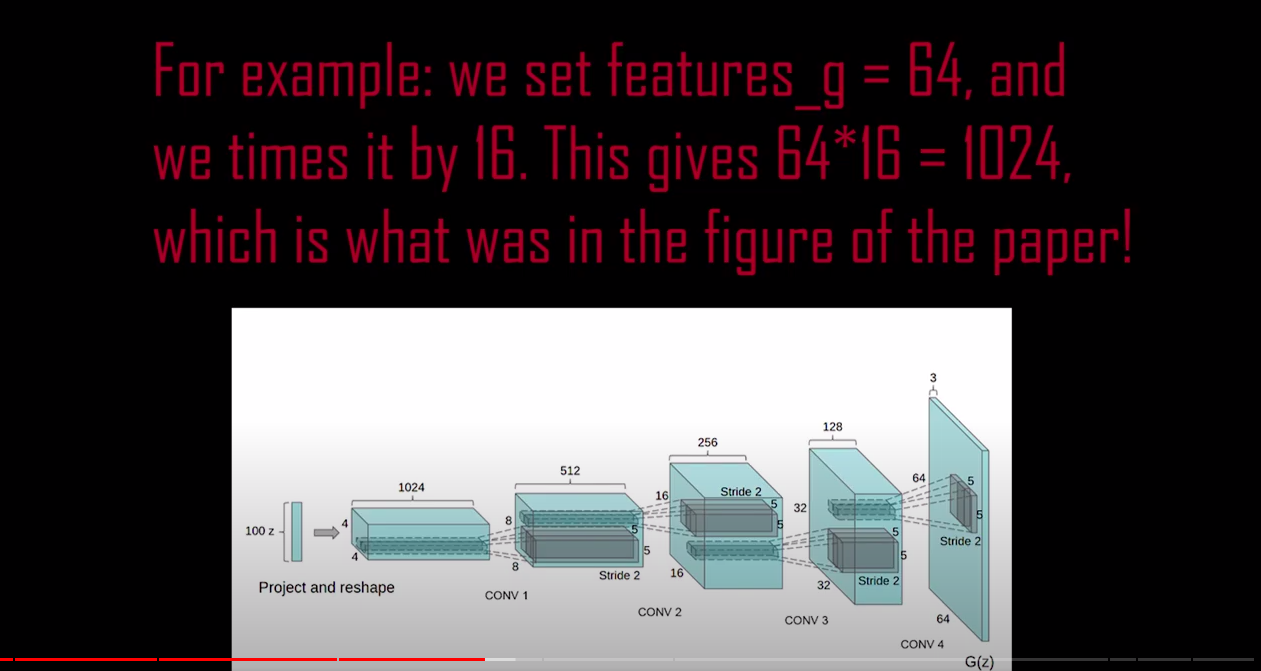 For example: we set features_g = 64, and
we times it by 16. This gives 64*16 = 1024,
which is what was in the figure of the paper!
3
128
256
512
1024
64
5
16
Stride 2
5
32
4
8
5
5
100 z
5
5
Stride 2
4
5
5
8
Stride 2
16
32
Stride 2
Project and reshape
CONV 1
CONV 2
CONV 3
64
CONV 4
G(z)